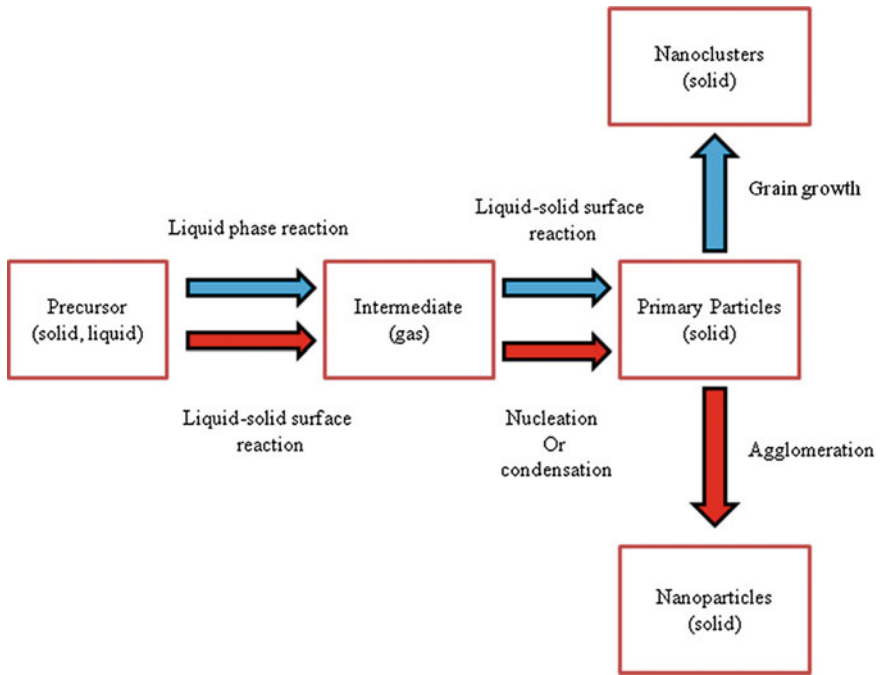 Nanoclusters
(solid)
Grain growth
Liquid phase reaction
Liquid-solid surface
reaction
Precursor
(solid, liquid)
Intermediate
(gas)
Primary Particles
(solid)
Liquid-solid surface
reaction
Nucleation
Or
condensation
Agglomeration
Nanoparticles
(solid)